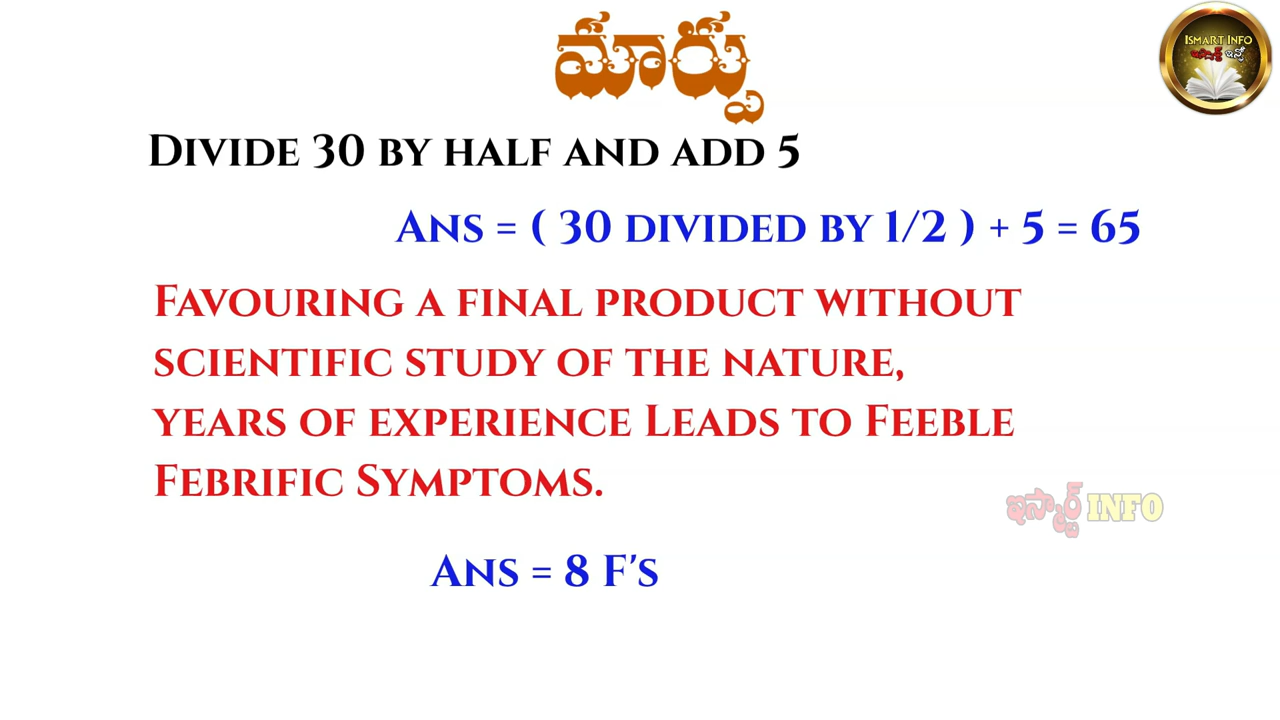 మార్పు
ISMART INFO
ఇస్మార్ట్ ఇన్ఫో
DIVIDE 30 BY HALF AND ADD 5
ANS = ( 30 DIVIDED BY 1/2 ) + 5 = 65
FAVOURING A FINAL PRODUCT WITHOUT
SCIENTIFIC STUDY OF THE NATURE,
YEARS OF EXPERIENCE LEADS TO FEEBLE
FEBRIFIC SYMPTOMS.
ఇస్మార్ట్ INFO
ANS = 8 F'S